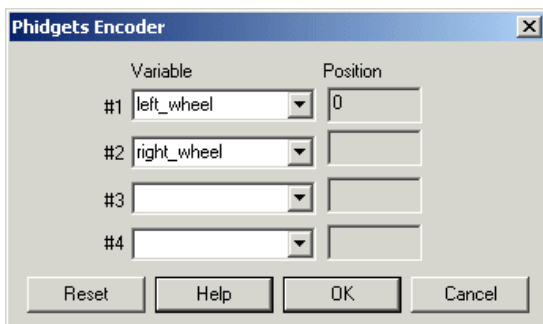 Phidgets Encoder
Variable Position
#1 left_wheel 0
#2 right_wheel
#3
#4
Reset Help OK Cancel